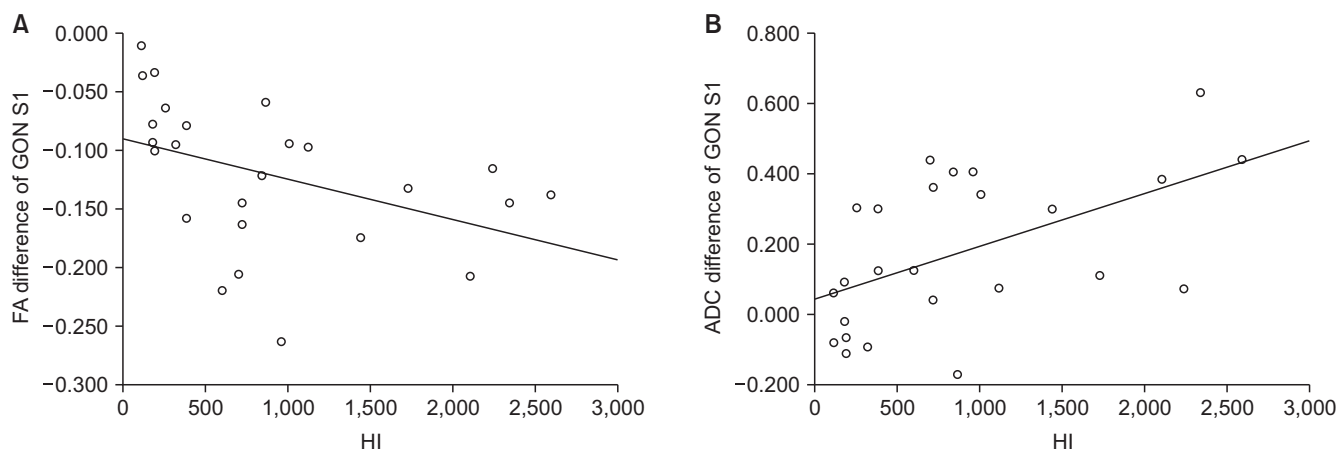 A
0.000
−0.050
−0.100
−0.150
−0.200
−0.250
−0.300
FA difference of GON S1
0 500 1,000 1,500 2,000 2,500 3,000
HI
B
0.800
0.600
0.400
0.200
0.000
−0.200
ADC difference of GON S1
0 500 1,000 1,500 2,000 2,500 3,000
HI